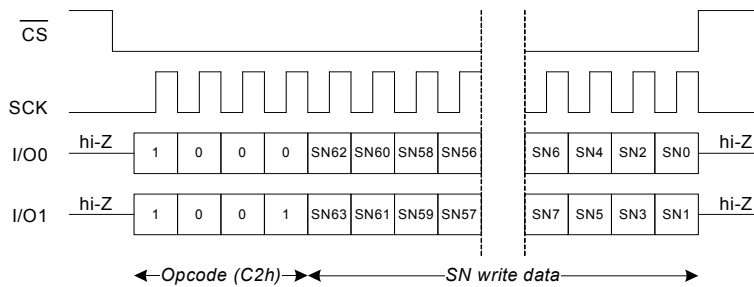 CS
SCK
hi-Z 1 0 0 0 SN62 SN60 SN58 SN56 SN6 SN4 SN2 SN0 hi-Z
I/O0
hi-Z 1 0 0 1 SN63 SN61 SN59 SN57 SN7 SN5 SN3 SN1 hi-Z
I/O1
Opcode (C2h) SN write data